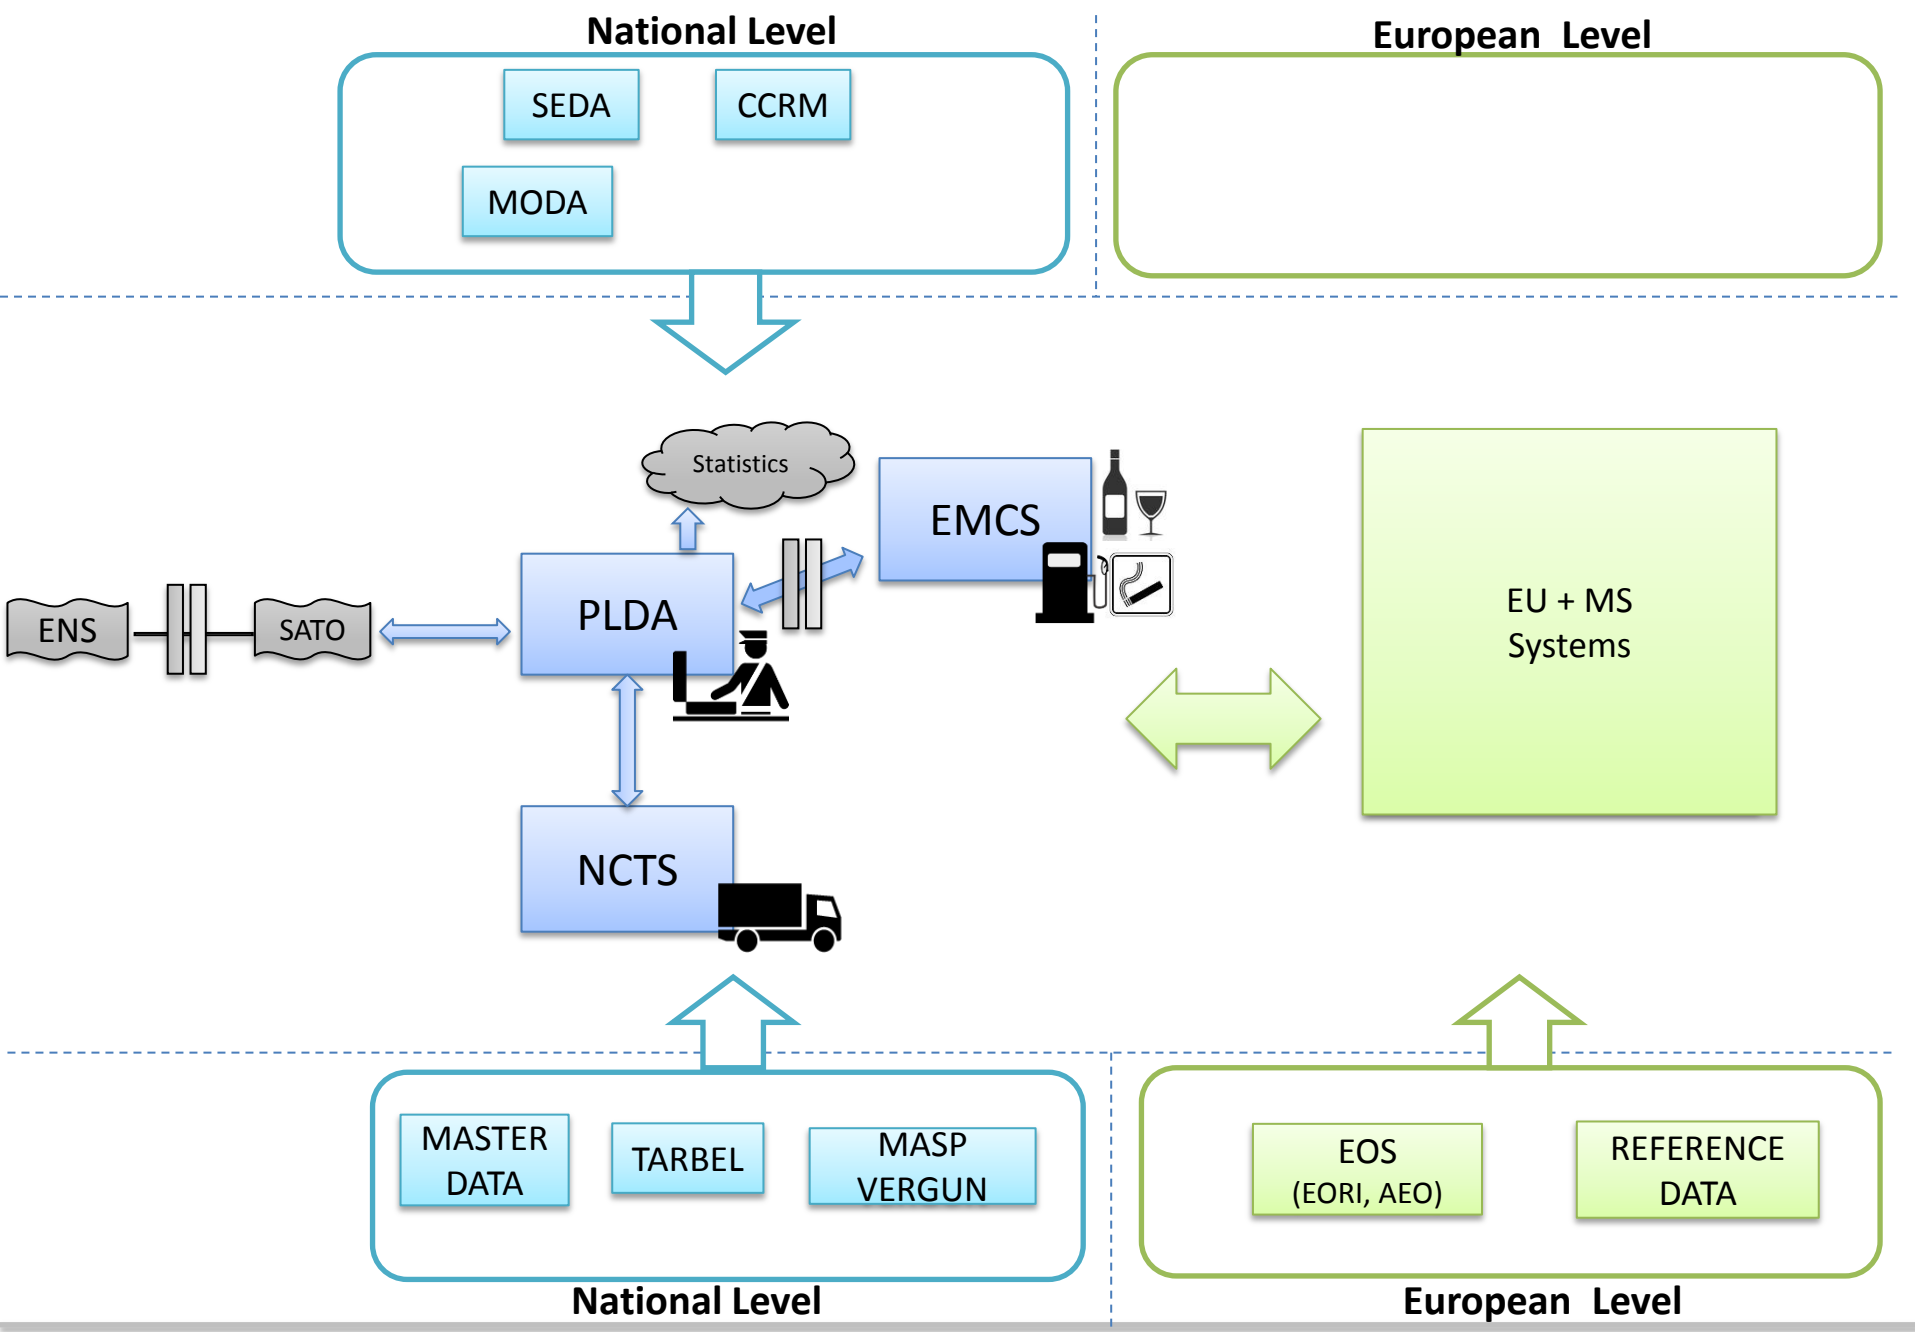 National Level
European Level
SEDA
CCRM
MODA
Statistics
EMCS
PLDA
ENS
SATO
EU + MS
Systems
NCTS
MASTER
DATA
TARBEL
MASP
VERGUN
EOS
(EORI, AEO)
REFERENCE
DATA
National Level
European Level